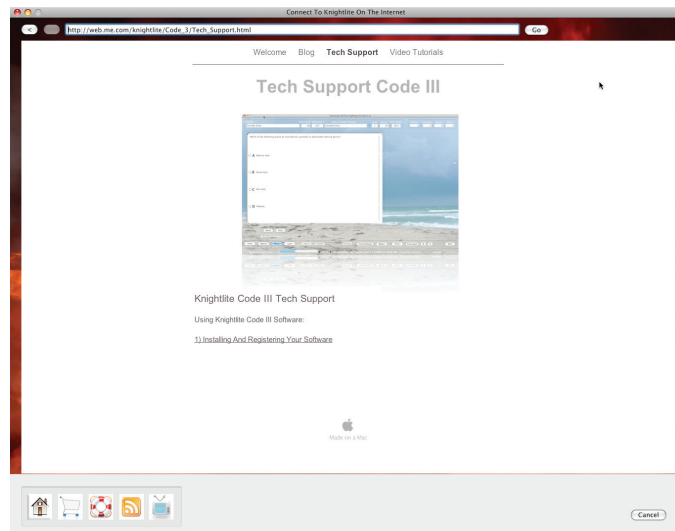 Connect To Knightlite On The Internet
<
http://web.me.com/knightlite/Code_3/Tech_Support.html
Go
Welcome Blog Tech Support Video Tutorials
Tech Support Code III
Knightlite Code III Tech Support
Using Knightlite Code III Software:
1) Installing And Registering Your Software
Made on a Mac
Cancel